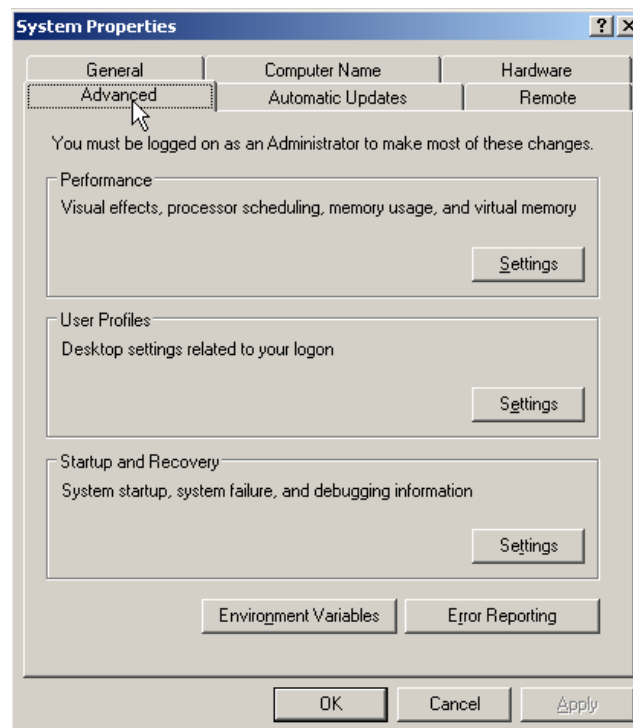 System Properties
General Computer Name Hardware
Advanced Automatic Updates Remote
You must be logged on as an Administrator to make most of these changes.
Performance
Visual effects, processor scheduling, memory usage, and virtual memory
Settings
User Profiles
Desktop settings related to your logon
Settings
Startup and Recovery
System startup, system failure, and debugging information
Settings
Environment Variables Error Reporting
OK Cancel Apply